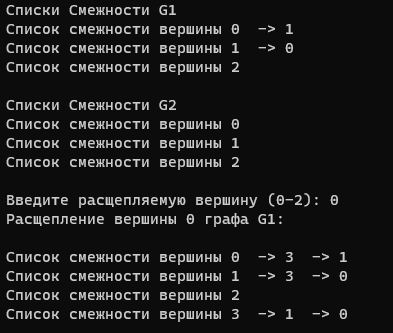 Списки Смежности G1
Список смежности вершины 0  -> 1
Список смежности вершины 1  -> 0
Список смежности вершины 2

Списки Смежности G2
Список смежности вершины 0
Список смежности вершины 1
Список смежности вершины 2

Введите расщепляемую вершину (0-2): 0
Расщепление вершины 0 графа G1:

Список смежности вершины 0  -> 3  -> 1
Список смежности вершины 1  -> 3  -> 0
Список смежности вершины 2
Список смежности вершины 3  -> 1  -> 0